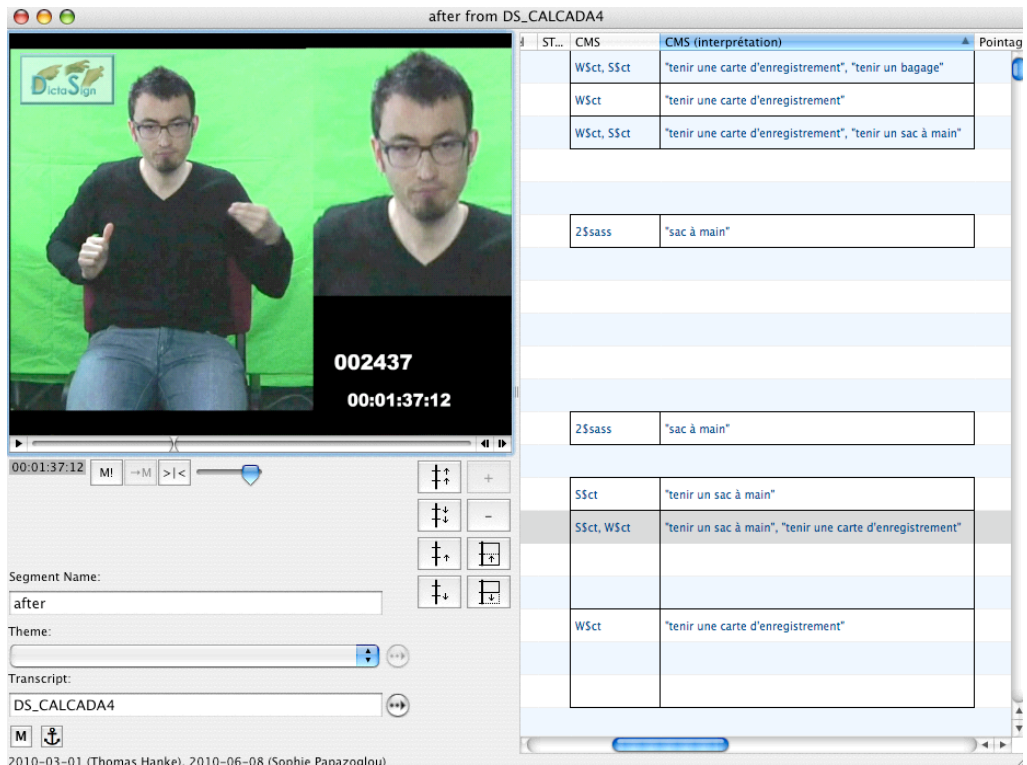 after from DS_CALCADA4
DictaSign
002437
00:01:37:12
00:01:37:12
M!
→M
>|<
+
-
Segment Name:
after
Theme:
Transcript:
DS_CALCADA4
M
2010-03-01 (Thomas Hanke), 2010-06-08 (Sophie Papazoglou)
ST... CMS CMS (interprétation) Pointag
W$ct, S$ct "tenir une carte d'enregistrement", "tenir un bagage"
W$ct "tenir une carte d'enregistrement"
W$ct, S$ct "tenir une carte d'enregistrement", "tenir un sac à main"
2$sass "sac à main"
2$sass "sac à main"
S$ct "tenir un sac à main"
S$ct, W$ct "tenir un sac à main", "tenir une carte d'enregistrement"
W$ct "tenir une carte d'enregistrement"